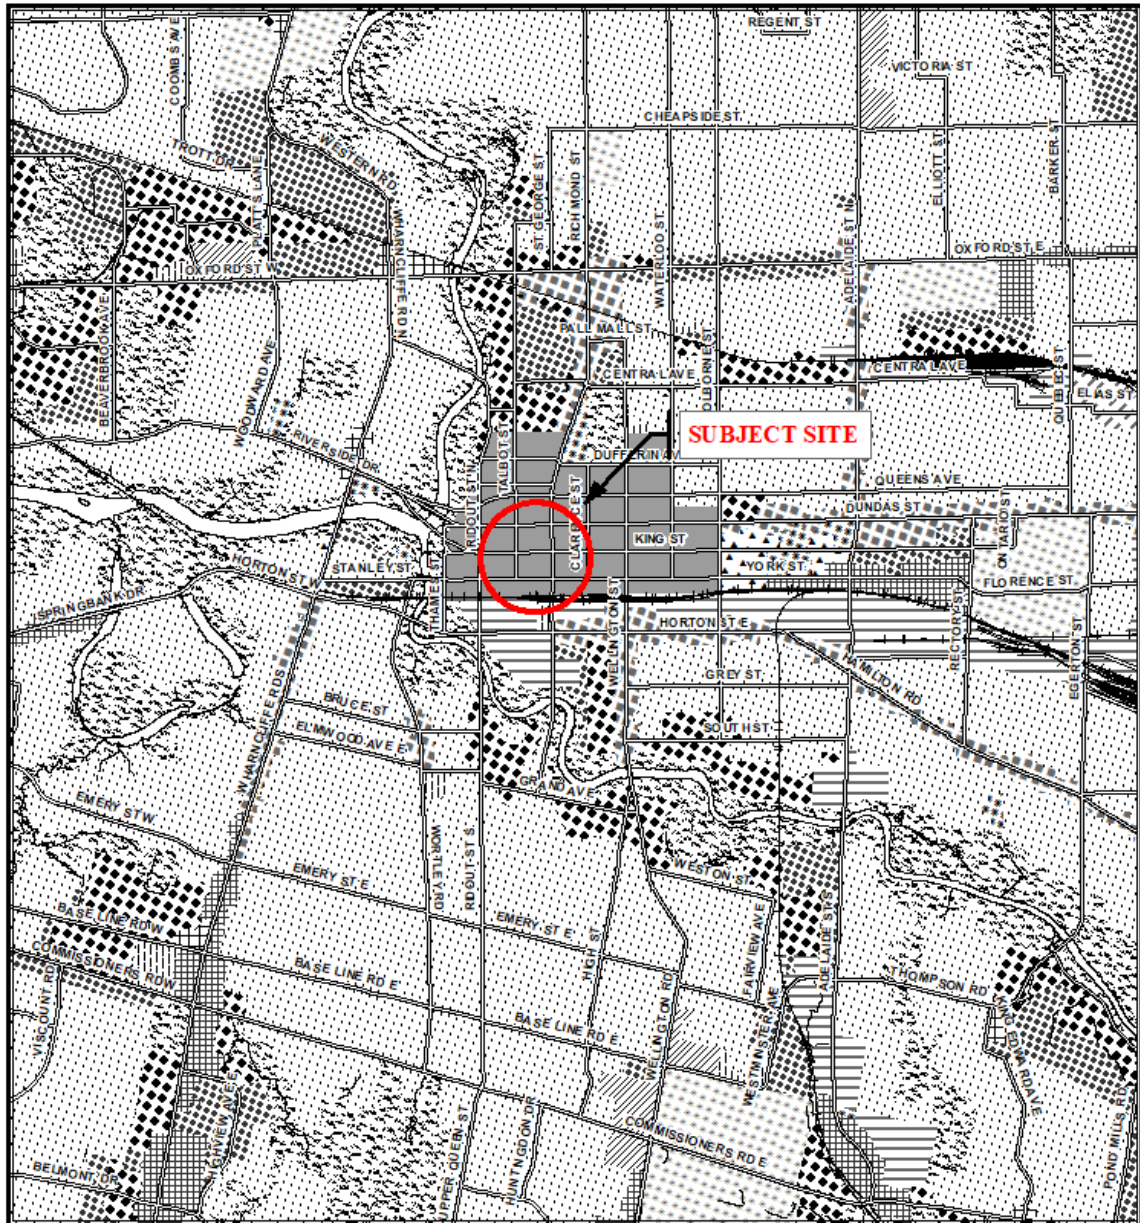 REGENT ST
COOMBS AVE
VICTORIA ST
CHEAPSIDE ST.
TROTT DR
WESTERN RD
PLATT'S LANE
ST. GEORGE ST
RICHMOND ST
ELLIOTT ST
BARKER ST
WHARNCLIFFE RD N
WATERLOO ST.
ADELAIDE ST N
OXFORD ST W
OXFORD ST E
BEAVERBROOK AVE
WOODWARD AVE
PALL MALL ST
COLBORNE ST
CENTRAL AVE
CENTRAL AVE
QUEBEC ST
ELIAS ST
SUBJECT SITE
RIVERSIDE DR
TALBOT ST
DUFFERIN AV
RIDOUT ST N
CLARENCE ST
QUEENS AVE
DUNDAS ST
ONTARIO ST
KING ST
STANLEY ST
YORK ST
HORTON ST W
THAMES ST
FLORENCE ST
SPRINGBANK DR
WELLINGTON ST
HORTON ST E
RECTORY ST
EGERTON ST
GREY ST
HAMILTON RD
WHARNCLIFFE RD S
BRUCE ST
ELMWOOD AVE E
SOUTH ST
GRAND AVE
EMERY ST W
WORTLEY RD
RIDOUT ST S
WESTON ST
EMERY ST E
EMERY ST E
FAIRVIEW AVE
ADELAIDE ST S
BASE LINE RD W
COMMISSIONERS RD W
BASE LINE RD E
HIGH ST
THOMPSON RD
VISCOUNT RD
BASE LINE RD E
WELLINGTON RD
WESTMINSTER AVE
KING EDWARD AVE
HIGHVIEW AVE E
COMMISSIONERS RD E
POND MILLS RD
BELMONT DR
UPPER QUEEN ST
HUNTINGDON DR